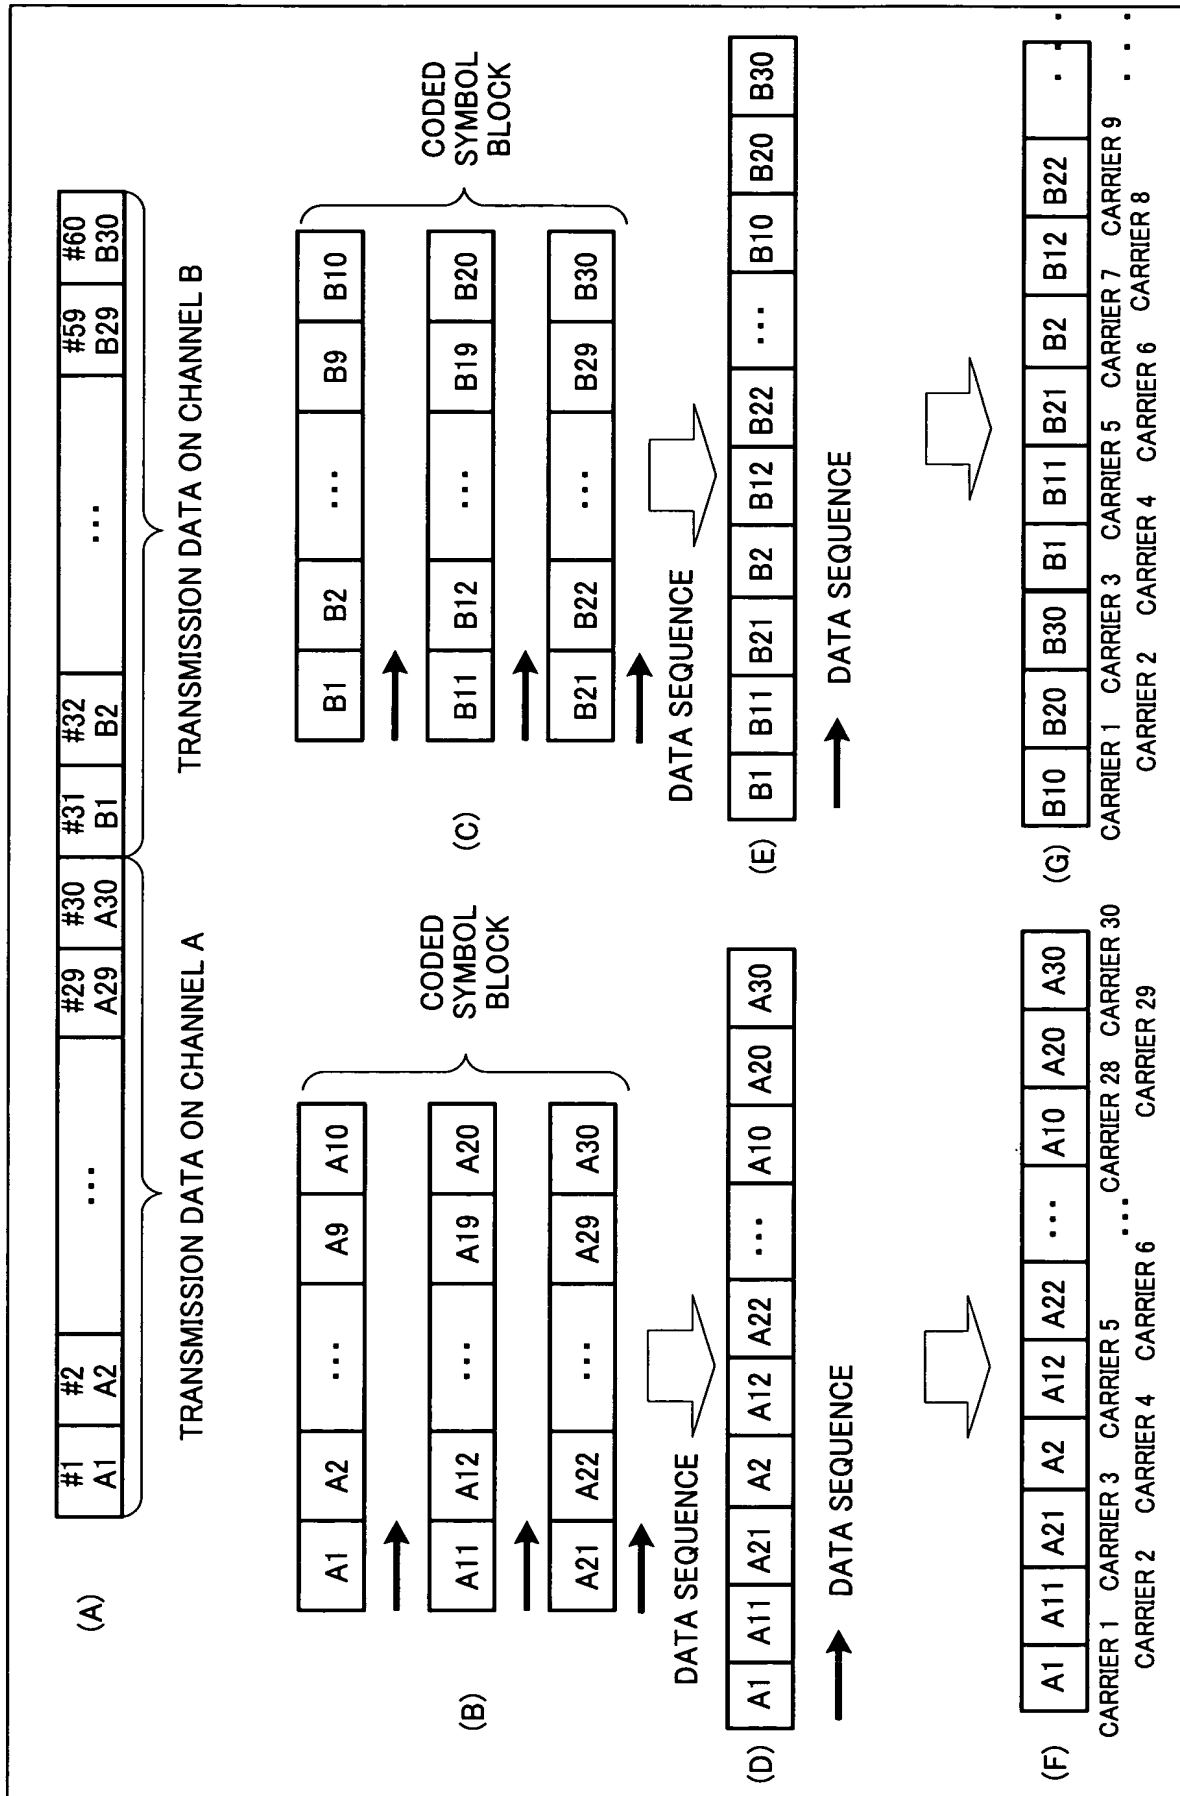 (A)
#1 #2 ... #29 #30 #31 #32 ... #59 #60
A1 A2 A29 A30 B1 B2 B29 B30
TRANSMISSION DATA ON CHANNEL A
TRANSMISSION DATA ON CHANNEL B
(B)
A1 A2 ... A9 A10
A11 A12 ... A19 A20
A21 A22 ... A29 A30
CODED
SYMBOL
BLOCK
DATA SEQUENCE
(C)
B1 B2 ... B9 B10
B11 B12 ... B19 B20
B21 B22 ... B29 B30
CODED
SYMBOL
BLOCK
DATA SEQUENCE
(D)
A1 A11 A21 A2 A12 A22 ... A10 A20 A30
DATA SEQUENCE
(E)
B1 B11 B21 B2 B12 B22 ... B10 B20 B30
DATA SEQUENCE
(F)
A1 A11 A21 A2 A12 A22 ... A10 A20 A30
CARRIER 1 CARRIER 3 CARRIER 5 ... CARRIER 28 CARRIER 30
CARRIER 2 CARRIER 4 CARRIER 6 CARRIER 29
(G)
B10 B20 B30 B1 B11 B21 B2 B12 B22 ...
CARRIER 1 CARRIER 3 CARRIER 5 CARRIER 7 CARRIER 9 ...
CARRIER 2 CARRIER 4 CARRIER 6 CARRIER 8